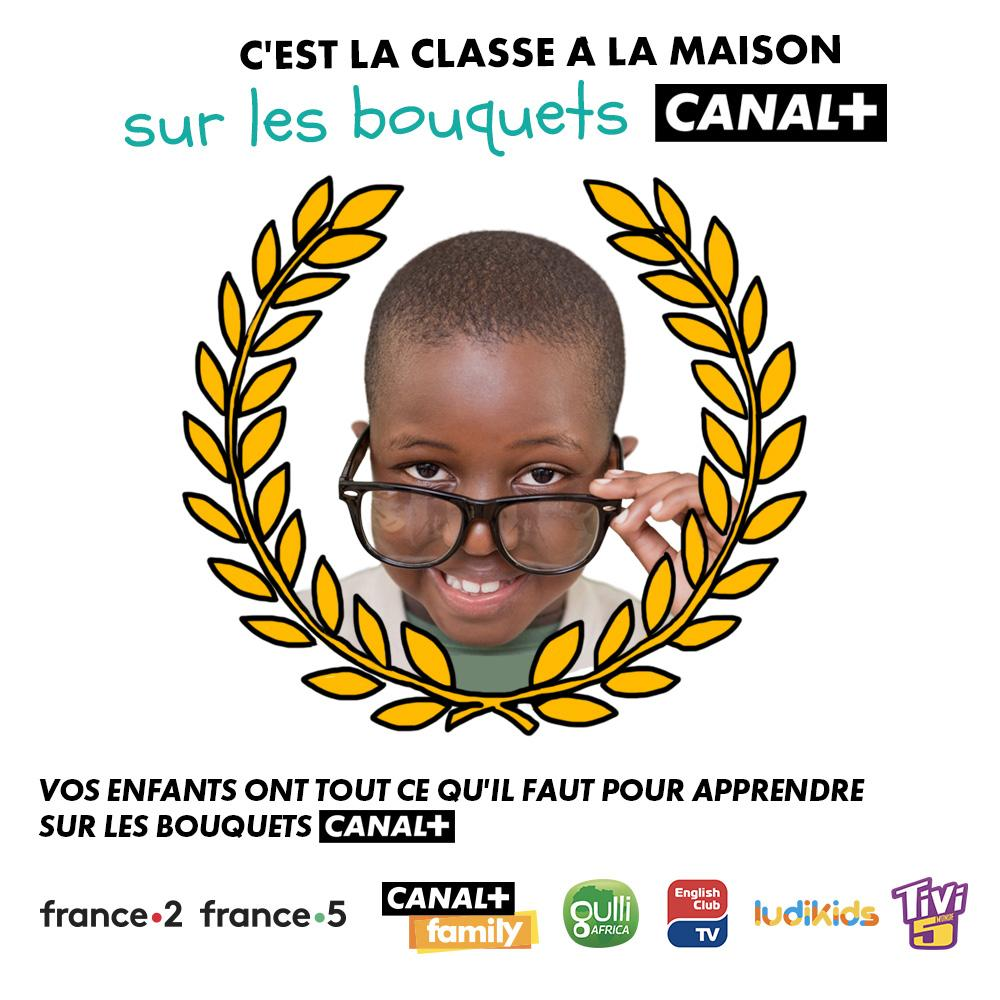 C'EST LA CLASSE A LA MAISON
sur les bouquets CANAL+
VOS ENFANTS ONT TOUT CE QU'IL FAUT POUR APPRENDRE
SUR LES BOUQUETS CANAL+
france•2 france•5 CANAL+ family gulli AFRICA English Club TV ludikids TiVi 5 MONDE